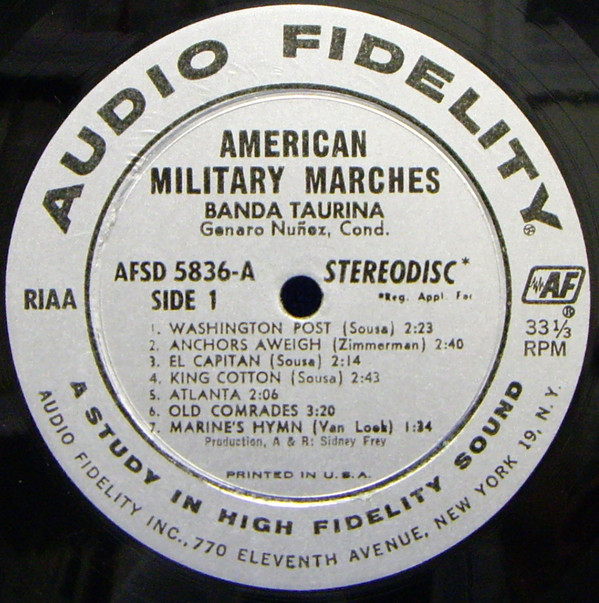 AUDIO FIDELITY
AMERICAN
MILITARY MARCHES
BANDA TAURINA
Genaro Nuñez, Cond.
AFSD 5836-A
SIDE 1
STEREODISC*
*Reg. Appl. For
RIAA
AF®
33 1/3
RPM
1. WASHINGTON POST (Sousa) 2:23
2. ANCHORS AWEIGH (Zimmerman) 2:40
3. EL CAPITAN (Sousa) 2:14
4. KING COTTON (Sousa) 2:43
5. ATLANTA 2:06
6. OLD COMRADES 3:20
7. MARINE'S HYMN (Van Look) 1:34
Production, A & R: Sidney Frey
PRINTED IN U.S.A.
A STUDY IN HIGH FIDELITY SOUND
AUDIO FIDELITY INC., 770 ELEVENTH AVENUE, NEW YORK 19, N.Y.